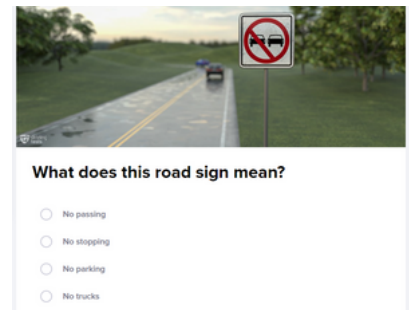 What does this road sign mean?
No passing
No stopping
No parking
No trucks